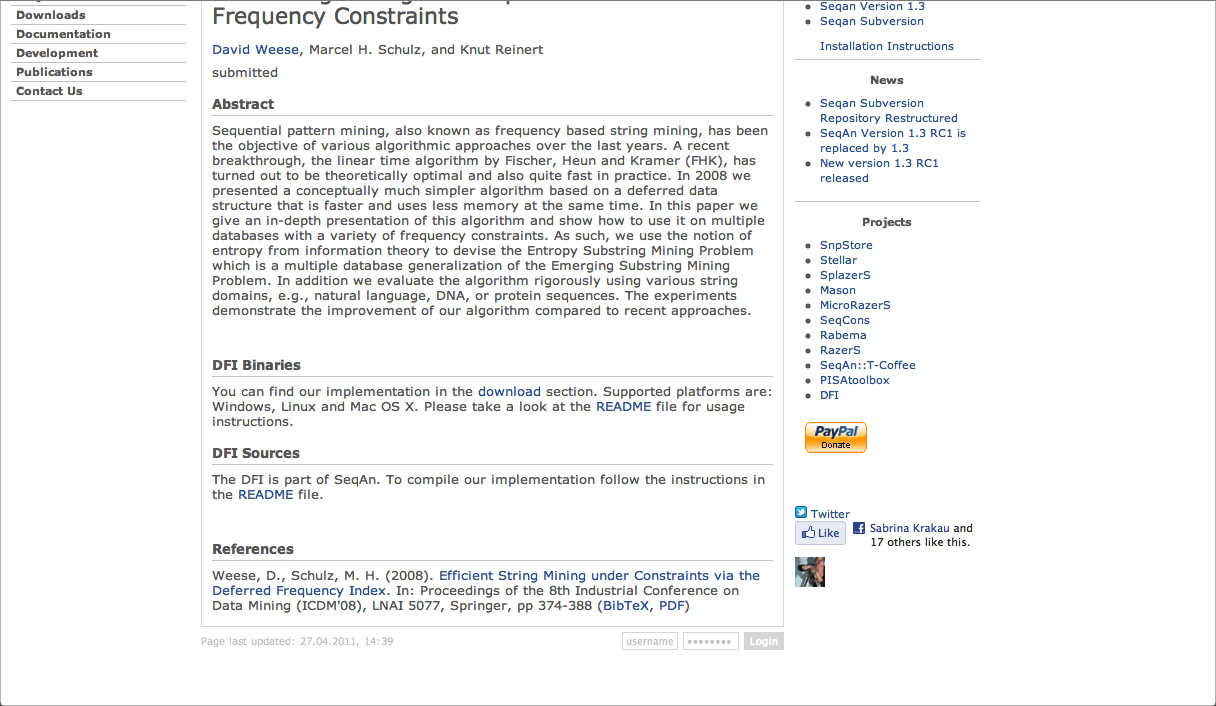 Downloads
Documentation
Development
Publications
Contact Us
Frequency Constraints
David Weese, Marcel H. Schulz, and Knut Reinert
submitted
Abstract
Sequential pattern mining, also known as frequency based string mining, has been
the objective of various algorithmic approaches over the last years. A recent
breakthrough, the linear time algorithm by Fischer, Heun and Kramer (FHK), has
turned out to be theoretically optimal and also quite fast in practice. In 2008 we
presented a conceptually much simpler algorithm based on a deferred data
structure that is faster and uses less memory at the same time. In this paper we
give an in-depth presentation of this algorithm and show how to use it on multiple
databases with a variety of frequency constraints. As such, we use the notion of
entropy from information theory to devise the Entropy Substring Mining Problem
which is a multiple database generalization of the Emerging Substring Mining
Problem. In addition we evaluate the algorithm rigorously using various string
domains, e.g., natural language, DNA, or protein sequences. The experiments
demonstrate the improvement of our algorithm compared to recent approaches.
DFI Binaries
You can find our implementation in the download section. Supported platforms are:
Windows, Linux and Mac OS X. Please take a look at the README file for usage
instructions.
DFI Sources
The DFI is part of SeqAn. To compile our implementation follow the instructions in
the README file.
References
Weese, D., Schulz, M. H. (2008). Efficient String Mining under Constraints via the
Deferred Frequency Index. In: Proceedings of the 8th Industrial Conference on
Data Mining (ICDM'08), LNAI 5077, Springer, pp 374-388 (BibTeX, PDF)
Page last updated: 27.04.2011, 14:39
username
••••••••
Login
Seqan Version 1.3
Seqan Subversion
Installation Instructions
News
Seqan Subversion
Repository Restructured
SeqAn Version 1.3 RC1 is
replaced by 1.3
New version 1.3 RC1
released
Projects
SnpStore
Stellar
SplazerS
Mason
MicroRazerS
SeqCons
Rabema
RazerS
SeqAn::T-Coffee
PISAtoolbox
DFI
PayPal
Donate
Twitter
Like
Sabrina Krakau and
17 others like this.